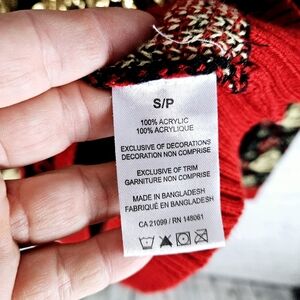 S/P
100% ACRYLIC
100% ACRYLIQUE
EXCLUSIVE OF DECORATIONS
DECORATION NON COMPRISE
EXCLUSIVE OF TRIM
GARNITURE NON COMPRISE
MADE IN BANGLADESH
FABRIQUÉ EN BANGLADESH
CA 21099 / RN 148061